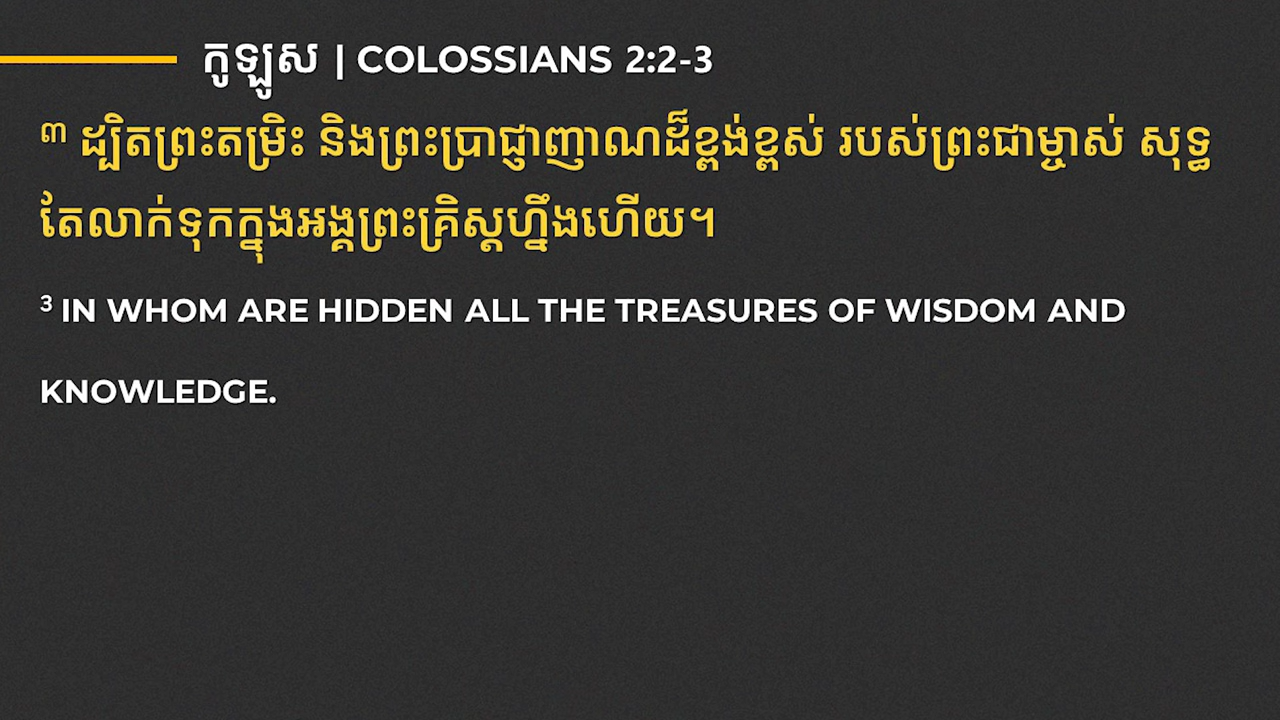 កូឡូស | COLOSSIANS 2:2-3
៣ ដ្បិតព្រះតម្រិះ និងព្រះប្រាជ្ញាញាណដ៏ខ្ពង់ខ្ពស់ របស់ព្រះជាម្ចាស់ សុទ្ធ
តែលាក់ទុកក្នុងអង្គព្រះគ្រិស្តហ្នឹងហើយ។
3 IN WHOM ARE HIDDEN ALL THE TREASURES OF WISDOM AND
KNOWLEDGE.